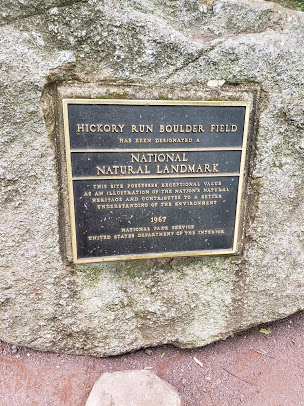 HICKORY RUN BOULDER FIELD
HAS BEEN DESIGNATED A
NATIONAL
NATURAL LANDMARK
THIS SITE POSSESSES EXCEPTIONAL VALUE
AS AN ILLUSTRATION OF THE NATION'S NATURAL
HERITAGE AND CONTRIBUTES TO A BETTER
UNDERSTANDING OF THE ENVIRONMENT
1967
NATIONAL PARK SERVICE
UNITED STATES DEPARTMENT OF THE INTERIOR